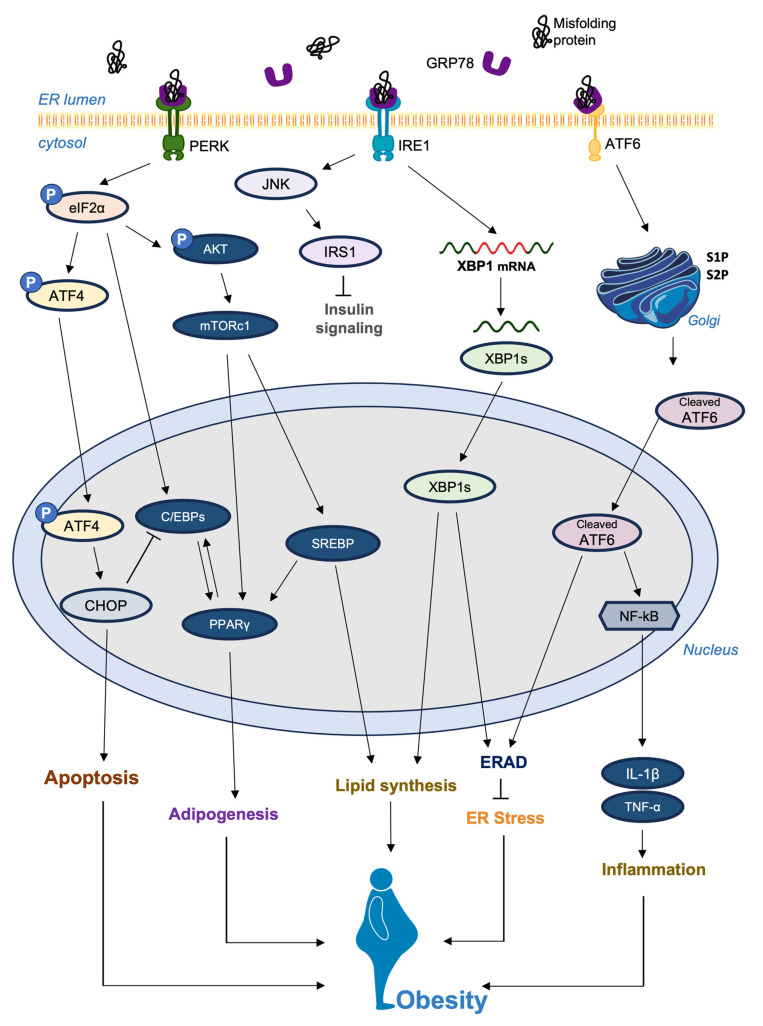 Misfolding
protein
GRP78
ER lumen
cytosol
PERK
IRE1
ATF6
P
eIF2α
JNK
P
AKT
IRS1
XBP1 mRNA
S1P
S2P
P
ATF4
Insulin
signaling
mTORc1
Golgi
XBP1s
Cleaved
ATF6
XBP1s
P
ATF4
C/EBPs
SREBP
Cleaved
ATF6
CHOP
PPARγ
NF-kB
Nucleus
Apoptosis
Adipogenesis
Lipid synthesis
ERAD
ER Stress
IL-1β
TNF-α
Inflammation
Obesity